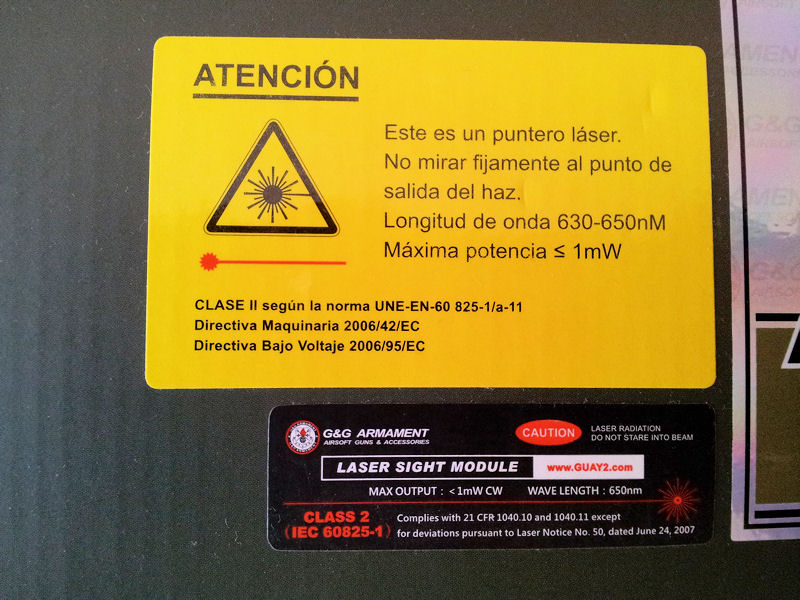 ATENCIÓN
Este es un puntero láser.
No mirar fijamente al punto de
salida del haz.
Longitud de onda 630-650nM
Máxima potencia ≤ 1mW
CLASE II según la norma UNE-EN-60 825-1/a-11
Directiva Maquinaria 2006/42/EC
Directiva Bajo Voltaje 2006/95/EC
G&G ARMAMENT
AIRSOFT GUNS & ACCESSORIES
CAUTION
LASER RADIATION
DO NOT STARE INTO BEAM
LASER SIGHT MODULE
www.GUAY2.com
MAX OUTPUT : < 1mW CW WAVE LENGTH : 650nm
CLASS 2
(IEC 60825-1)
Complies with 21 CFR 1040.10 and 1040.11 except
for deviations pursuant to Laser Notice No. 50, dated June 24, 2007